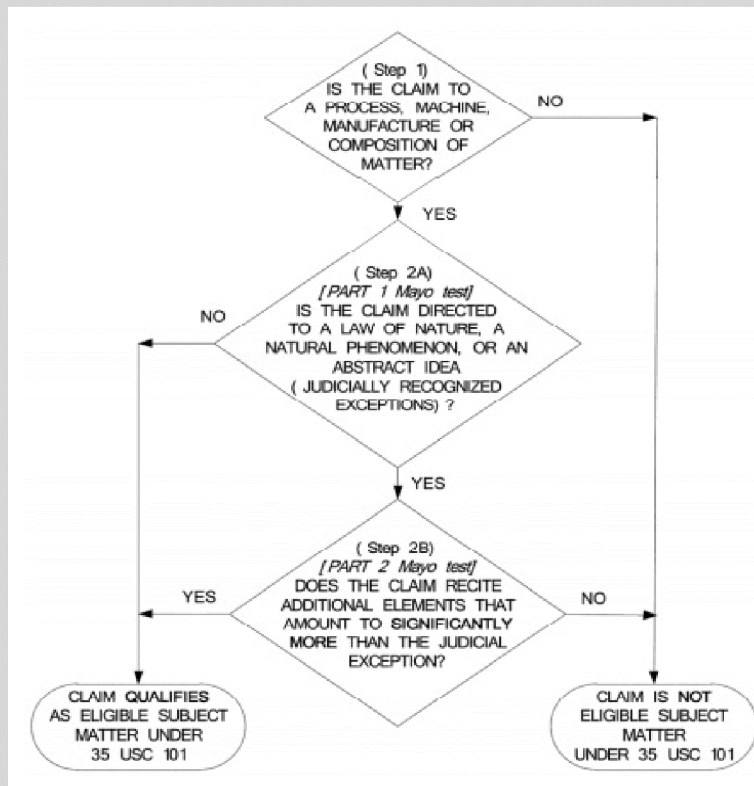 ( Step 1)
IS THE CLAIM TO
A PROCESS, MACHINE,
MANUFACTURE OR
COMPOSITION OF
MATTER?
NO
YES
( Step 2A)
[PART 1 Mayo test]
IS THE CLAIM DIRECTED
TO A LAW OF NATURE, A
NATURAL PHENOMENON, OR AN
ABSTRACT IDEA
( JUDICIALLY RECOGNIZED
EXCEPTIONS) ?
NO
YES
( Step 2B)
[PART 2 Mayo test]
DOES THE CLAIM RECITE
ADDITIONAL ELEMENTS THAT
AMOUNT TO SIGNIFICANTLY
MORE THAN THE JUDICIAL
EXCEPTION?
YES
NO
CLAIM QUALIFIES
AS ELIGIBLE SUBJECT
MATTER UNDER
35 USC 101
CLAIM IS NOT
ELIGIBLE SUBJECT
MATTER
UNDER 35 USC 101